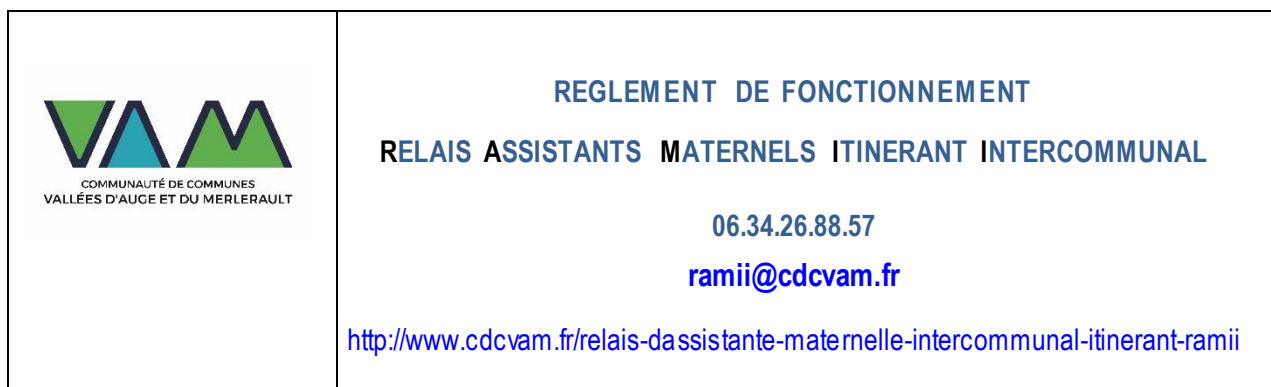 VAM
COMMUNAUTÉ DE COMMUNES
VALLÉES D'AUGE ET DU MERLERAULT
REGLEMENT DE FONCTIONNEMENT
RELAIS ASSISTANTS MATERNELS ITINERANT INTERCOMMUNAL
06.34.26.88.57
ramii@cdcvam.fr
http://www.cdcvam.fr/relais-dassistante-maternelle-intercommunal-itinerant-ramii